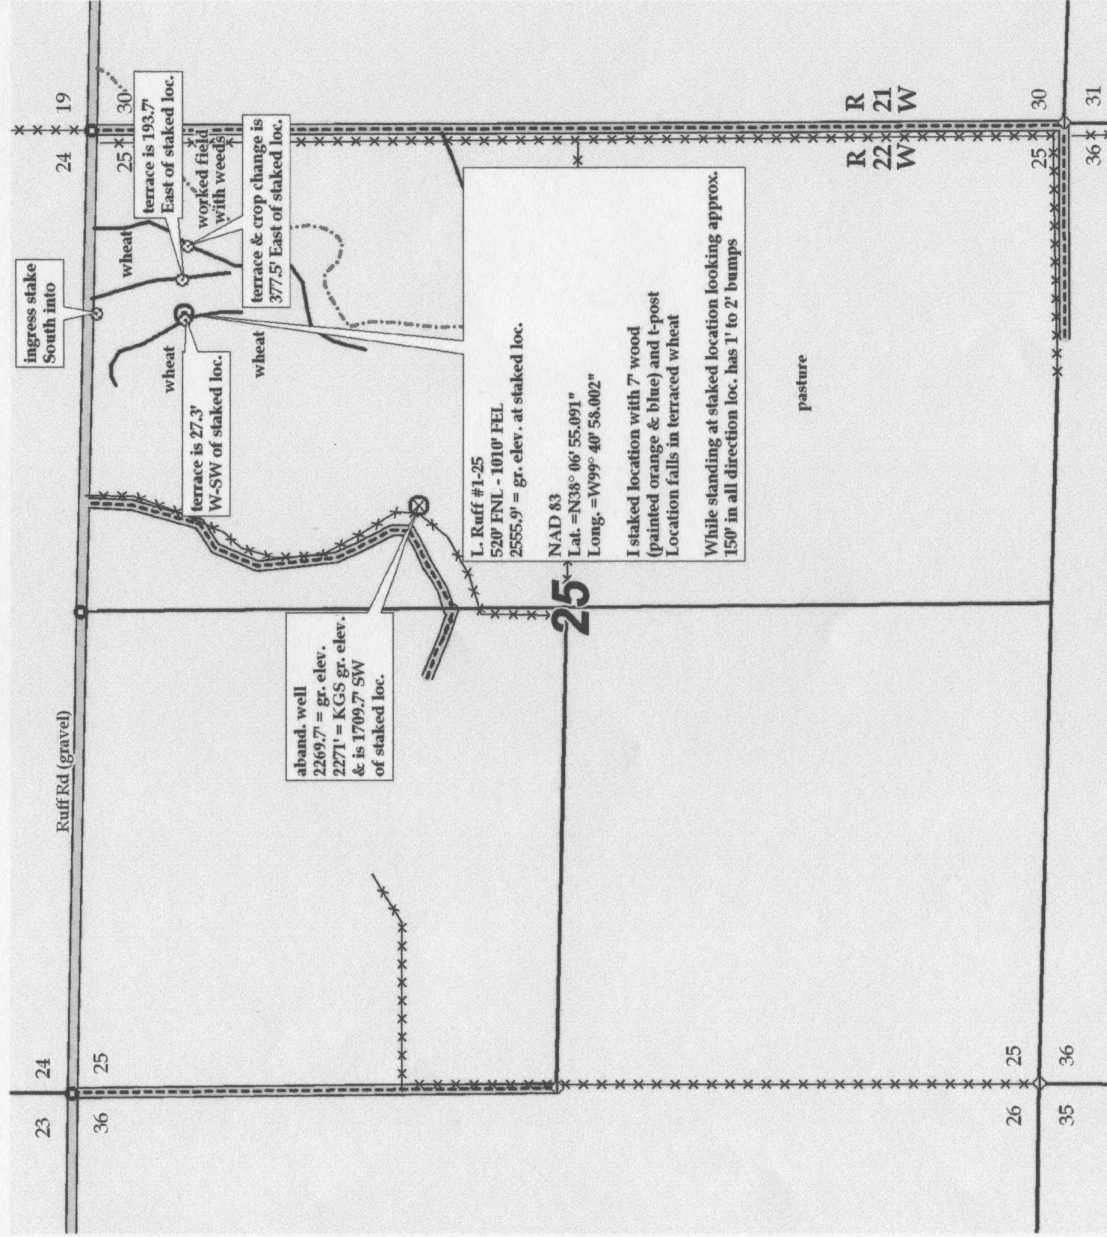 23
24
36
25
Ruff Rd (gravel)
ingress stake
South into
24
19
25
30
wheat
terrace is 193.7'
East of staked loc.
worked field
with weeds
wheat
terrace is 27.3'
W-SW of staked loc.
wheat
terrace & crop change is
377.5' East of staked loc.
aband. well
2269.7' = gr. elev.
2271' = KGS gr. elev.
& is 1709.7' SW
of staked loc.
L. Ruff #1-25
520' FNL - 1010' FEL
2555.9' = gr. elev. at staked loc.
NAD 83
Lat. =N38° 06' 55.091"
Long. =W99° 40' 58.002"
I staked location with 7' wood
(painted orange & blue) and t-post
Location falls in terraced wheat
While standing at staked location looking approx.
150' in all direction loc. has 1' to 2' bumps
25
pasture
R
22
W
R
21
W
26
25
35
36
25
30
36
31